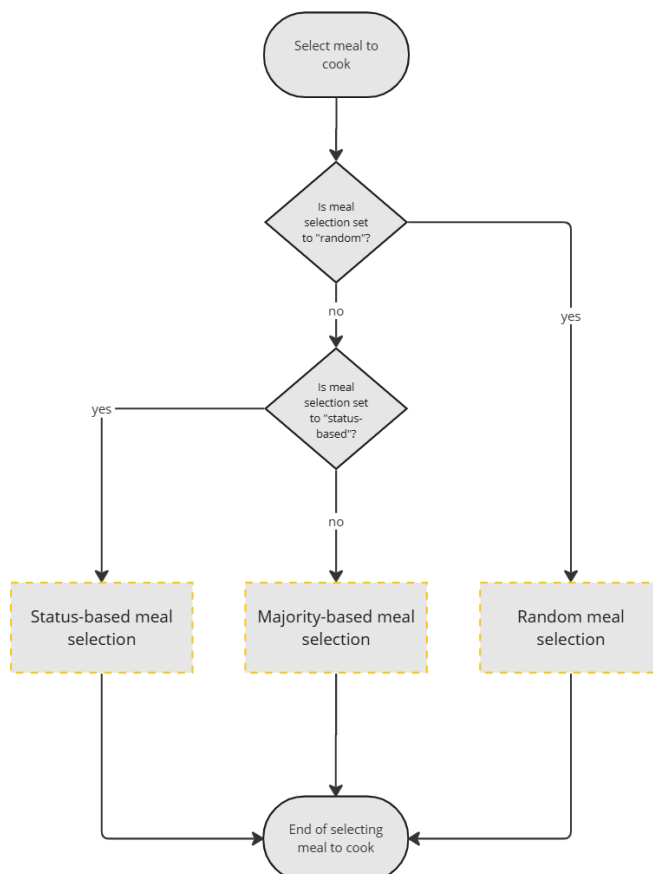 Select meal to
cook
Is meal
selection set
to "random"?
no
yes
Is meal
selection set
to "status-
based"?
yes
no
Status-based meal
selection
Majority-based meal
selection
Random meal
selection
End of selecting
meal to cook